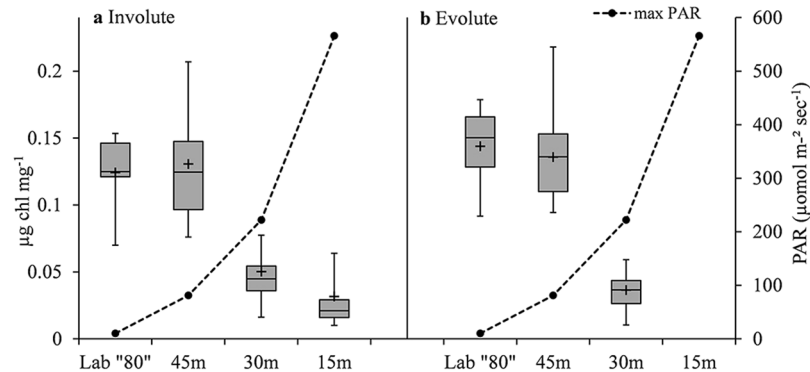 a Involute
b Evolute
max PAR
600
0.2
500
0.15
400
µg chl mg-1
0.1
300
PAR (µomol m-² sec-1)
200
0.05
100
0
0
Lab "80" 45m 30m 15m
Lab "80" 45m 30m 15m